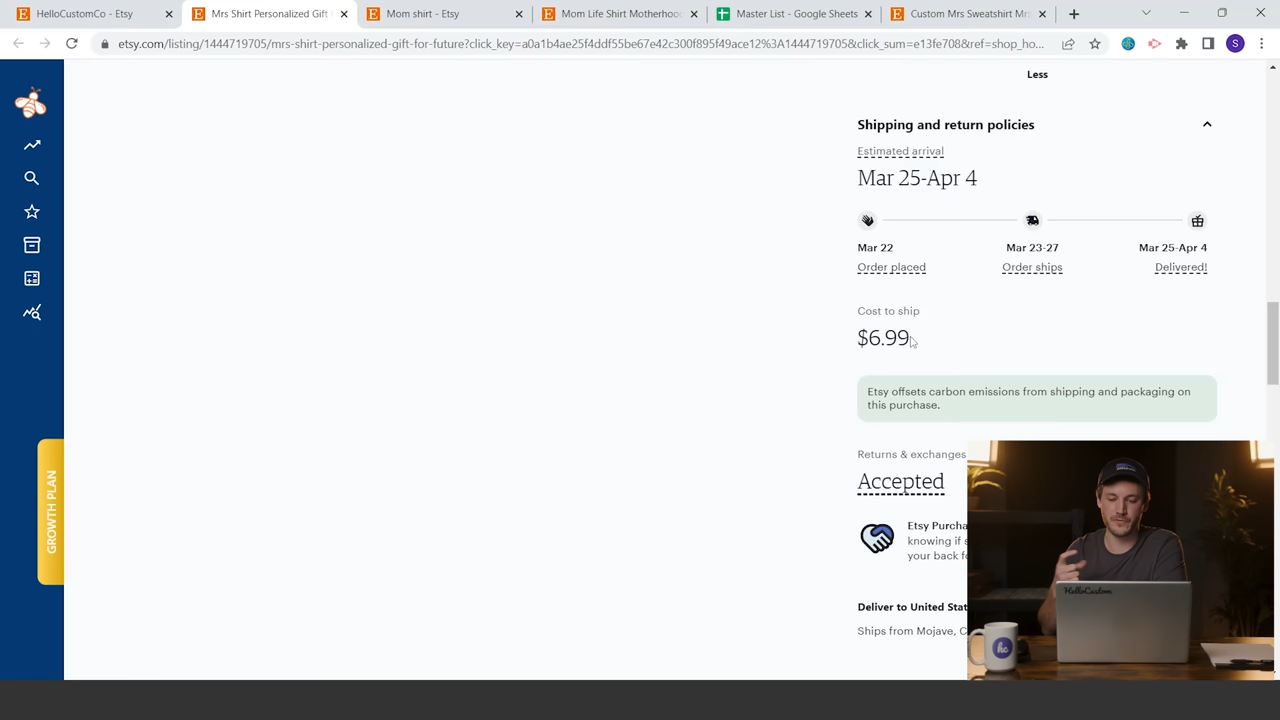 HelloCustomCo - Etsy
Mrs Shirt Personalized Gift
Mom shirt - Etsy
Mom Life Shirt Motherhood
Master List - Google Sheets
Custom Mrs Sweatshirt Mrs
etsy.com/listing/1444719705/mrs-shirt-personalized-gift-for-future?click_key=a0a1b4ae25f4ddf55be67e42c300f895f49ace12%3A1444719705&click_sum=e13fe708&ref=shop_ho...
S
Less
Shipping and return policies
Estimated arrival
Mar 25-Apr 4
Mar 22
Mar 23-27
Mar 25-Apr 4
Order placed
Order ships
Delivered!
Cost to ship
$6.99
Etsy offsets carbon emissions from shipping and packaging on
this purchase.
Returns & exchanges
Accepted
Etsy Purcha
knowing if s
your back fo
Deliver to United Stat
Ships from Mojave, C
GROWTH PLAN
HelloCustom
hc